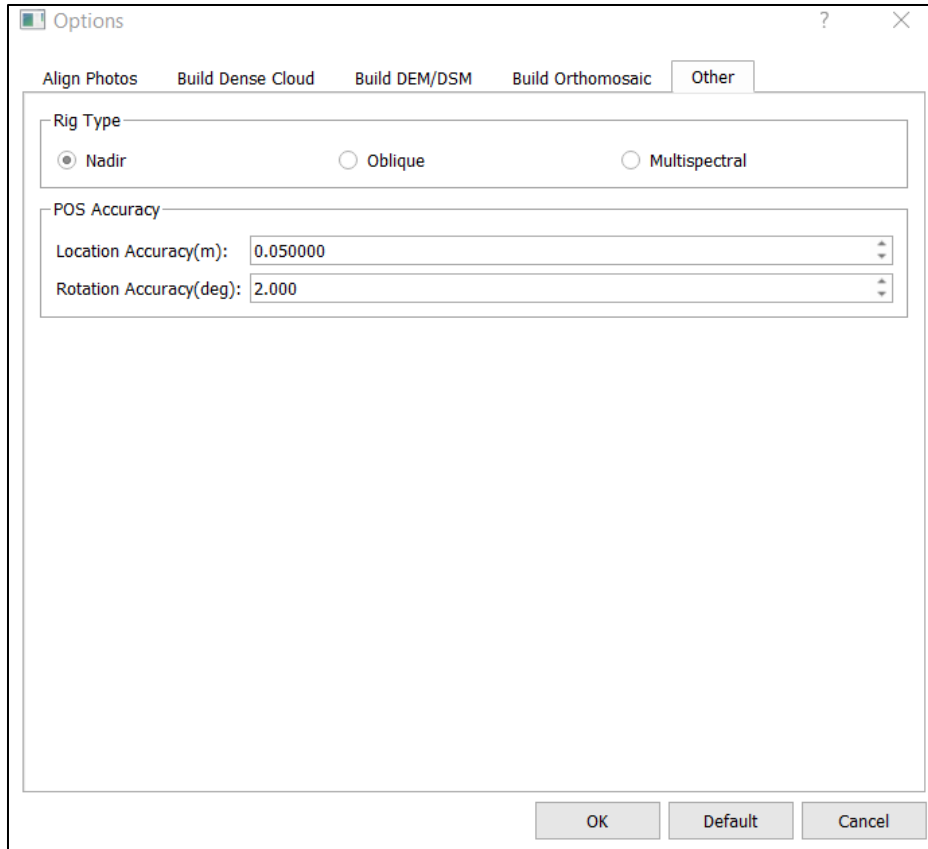 Options ?
Align Photos Build Dense Cloud Build DEM/DSM Build Orthomosaic Other
Rig Type
Nadir Oblique Multispectral
POS Accuracy
Location Accuracy(m): 0.050000
Rotation Accuracy(deg): 2.000
OK Default Cancel